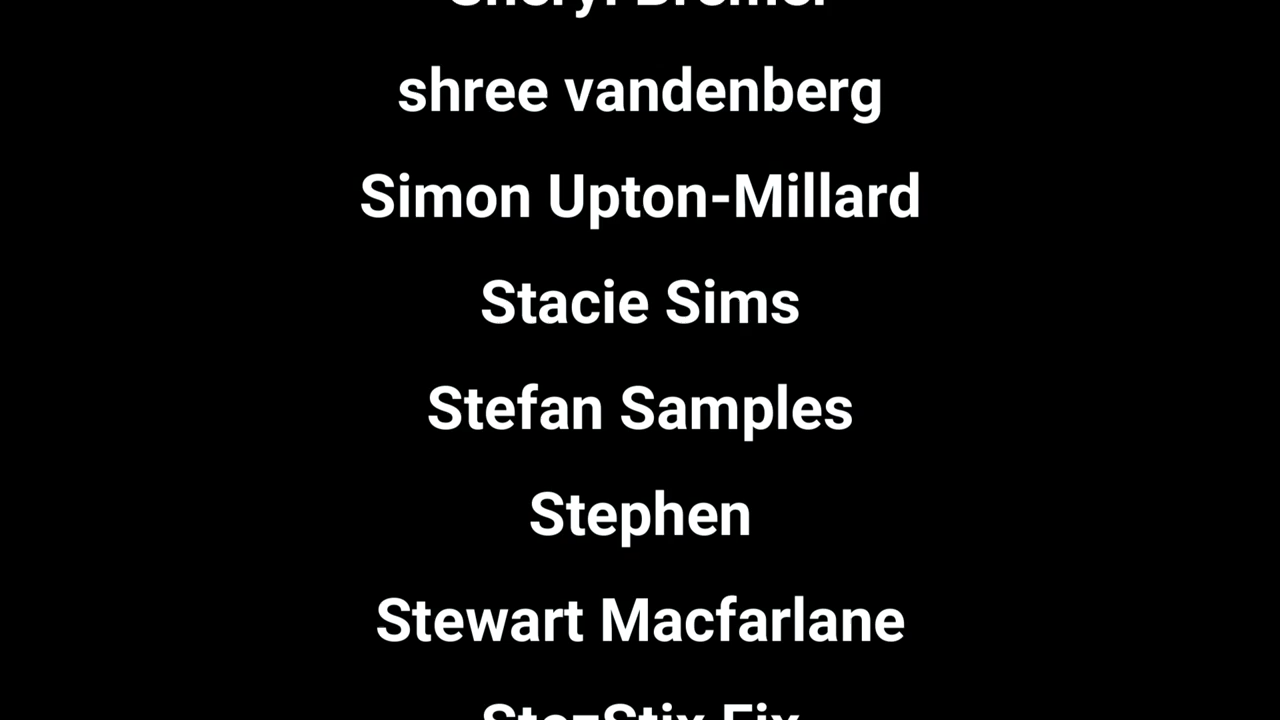 shree vandenberg
Simon Upton-Millard
Stacie Sims
Stefan Samples
Stephen
Stewart Macfarlane